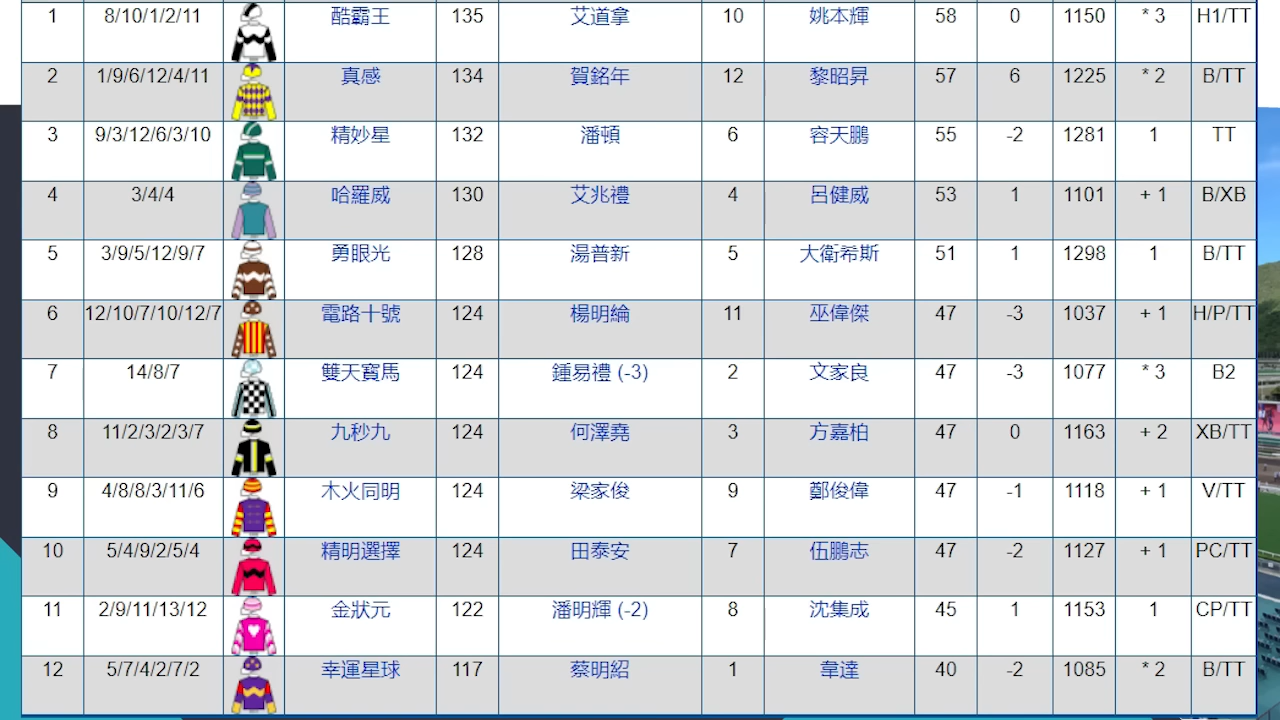 1 8/10/1/2/11 酷霸王 135 艾道拿 10 姚本輝 58 0 1150 * 3 H1/TT
2 1/9/6/12/4/11 真感 134 賀銘年 12 黎昭昇 57 6 1225 * 2 B/TT
3 9/3/12/6/3/10 精妙星 132 潘頓 6 容天鵬 55 -2 1281 1 TT
4 3/4/4 哈羅威 130 艾兆禮 4 呂健威 53 1 1101 + 1 B/XB
5 3/9/5/12/9/7 勇眼光 128 湯普新 5 大衛希斯 51 1 1298 1 B/TT
6 12/10/7/10/12/7 電路十號 124 楊明綸 11 巫偉傑 47 -3 1037 + 1 H/P/TT
7 14/8/7 雙天寶馬 124 鍾易禮 (-3) 2 文家良 47 -3 1077 * 3 B2
8 11/2/3/2/3/7 九秒九 124 何澤堯 3 方嘉柏 47 0 1163 + 2 XB/TT
9 4/8/8/3/11/6 木火同明 124 梁家俊 9 鄭俊偉 47 -1 1118 + 1 V/TT
10 5/4/9/2/5/4 精明選擇 124 田泰安 7 伍鵬志 47 -2 1127 + 1 PC/TT
11 2/9/11/13/12 金狀元 122 潘明輝 (-2) 8 沈集成 45 1 1153 1 CP/TT
12 5/7/4/2/7/2 幸運星球 117 蔡明紹 1 韋達 40 -2 1085 * 2 B/TT